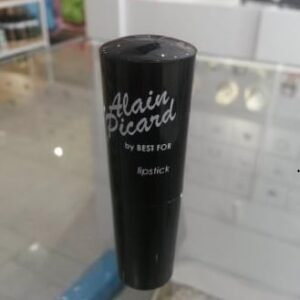 Alain
Picard
by BEST FOR
lipstick